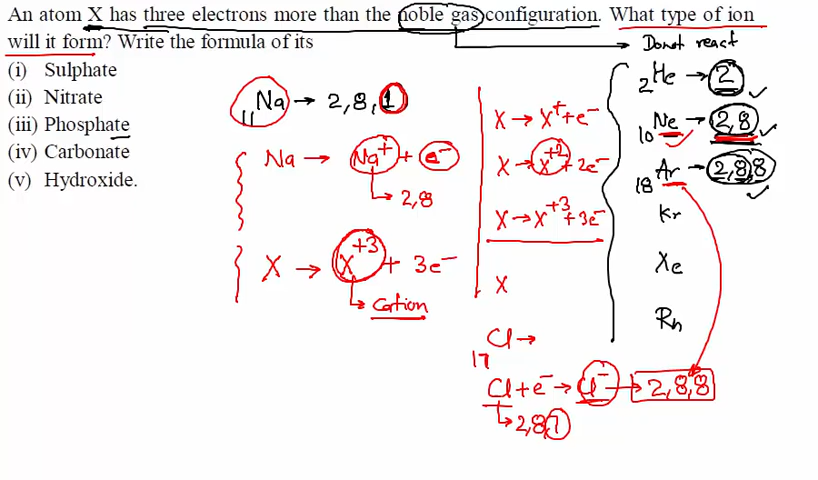 An atom X has three electrons more than the noble gas configuration. What type of ion
will it form? Write the formula of its
→ Do not react
(i) Sulphate
(ii) Nitrate
(iii) Phosphate
(iv) Carbonate
(v) Hydroxide.
₁₁Na → 2,8,1
Na → Na⁺ + e⁻
↳ 2,8
X → X⁺³ + 3e⁻
↳ Cation
X → X⁺ + e⁻
X → X⁺² + 2e⁻
X → X⁺³ + 3e⁻
X
₂He → 2
₁₀Ne → 2,8
₁₈Ar → 2,8,8
Kr
Xe
Rn
₁₇Cl →
Cl + e⁻ → Cl⁻ → 2,8,8
↳ 2,8,7